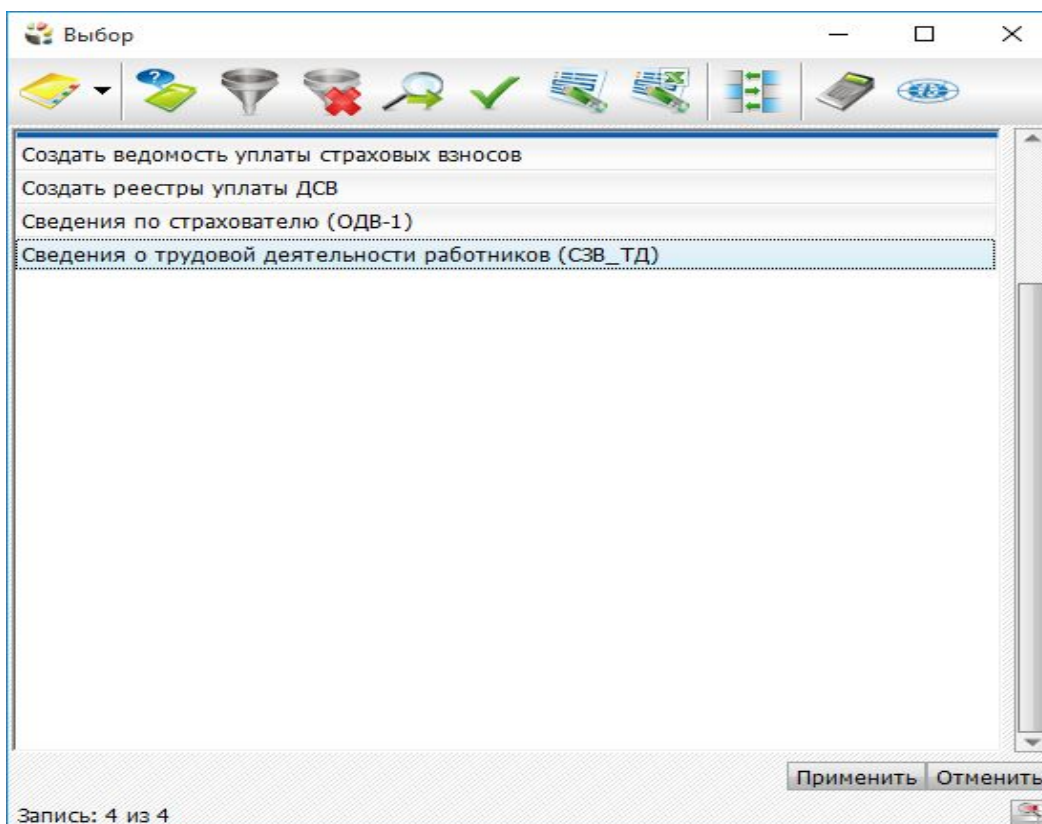 Выбор
Создать ведомость уплаты страховых взносов
Создать реестры уплаты ДСВ
Сведения по страхователю (ОДВ-1)
Сведения о трудовой деятельности работников (СЗВ_ТД)
Применить Отменить
Запись: 4 из 4